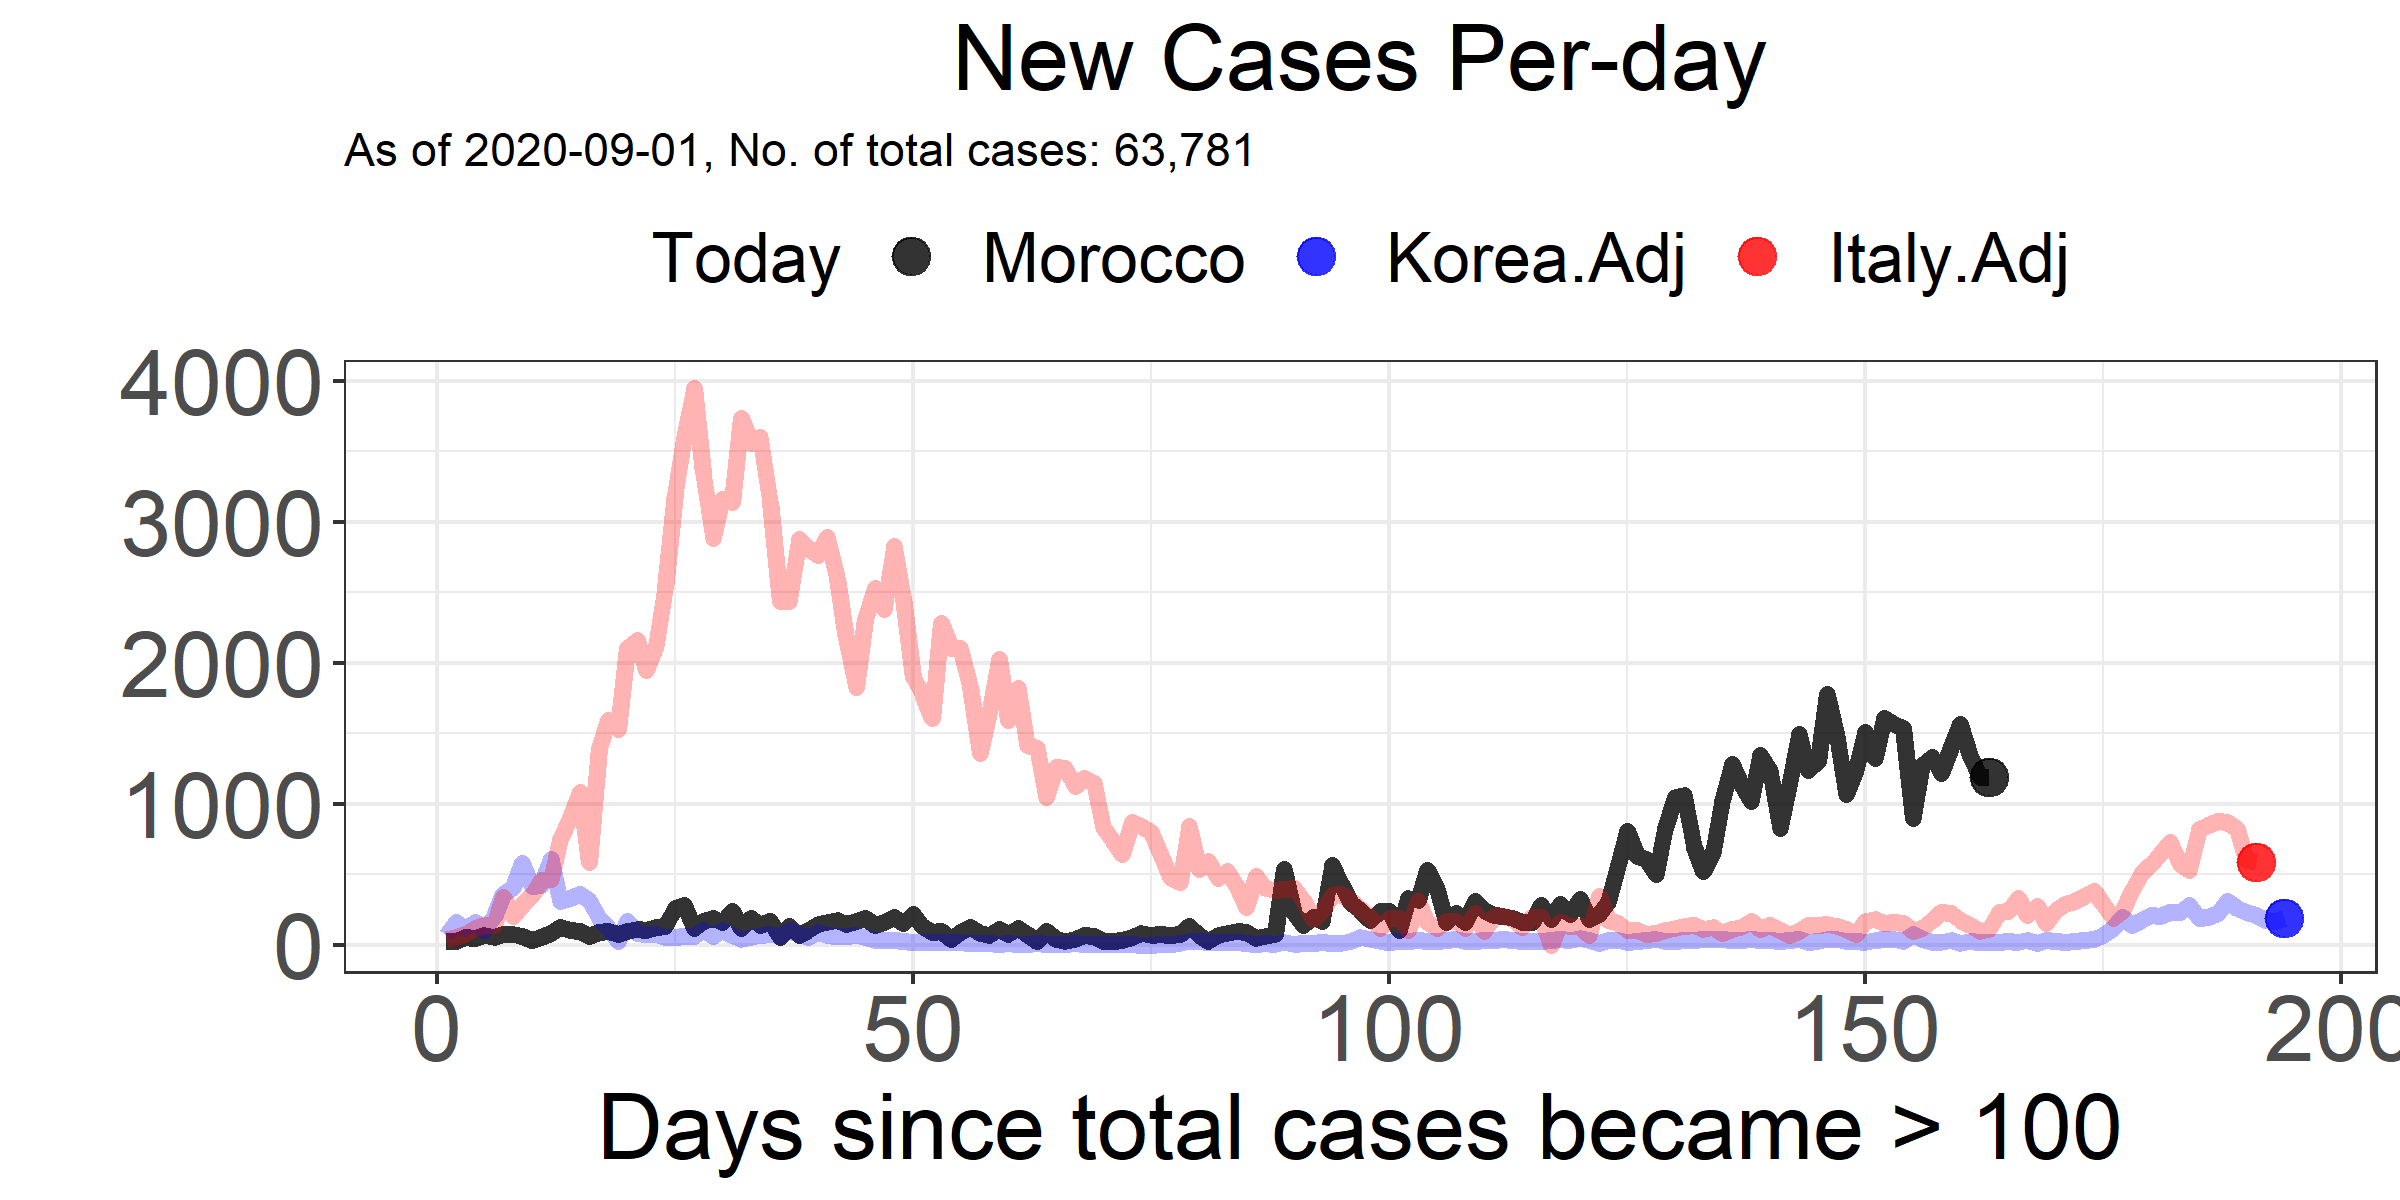 New Cases Per-day
As of 2020-09-01, No. of total cases: 63,781
Today Morocco Korea.Adj Italy.Adj
4000
3000
2000
1000
0
0 50 100 150 200
Days since total cases became > 100